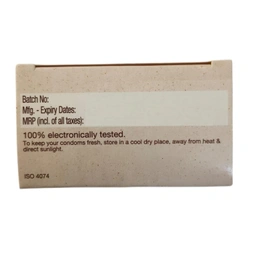 Batch No:
Mfg. - Expiry Dates:
MRP (incl. of all taxes):
100% electronically tested.
To keep your condoms fresh, store in a cool dry place, away from heat &
direct sunlight.
ISO 4074